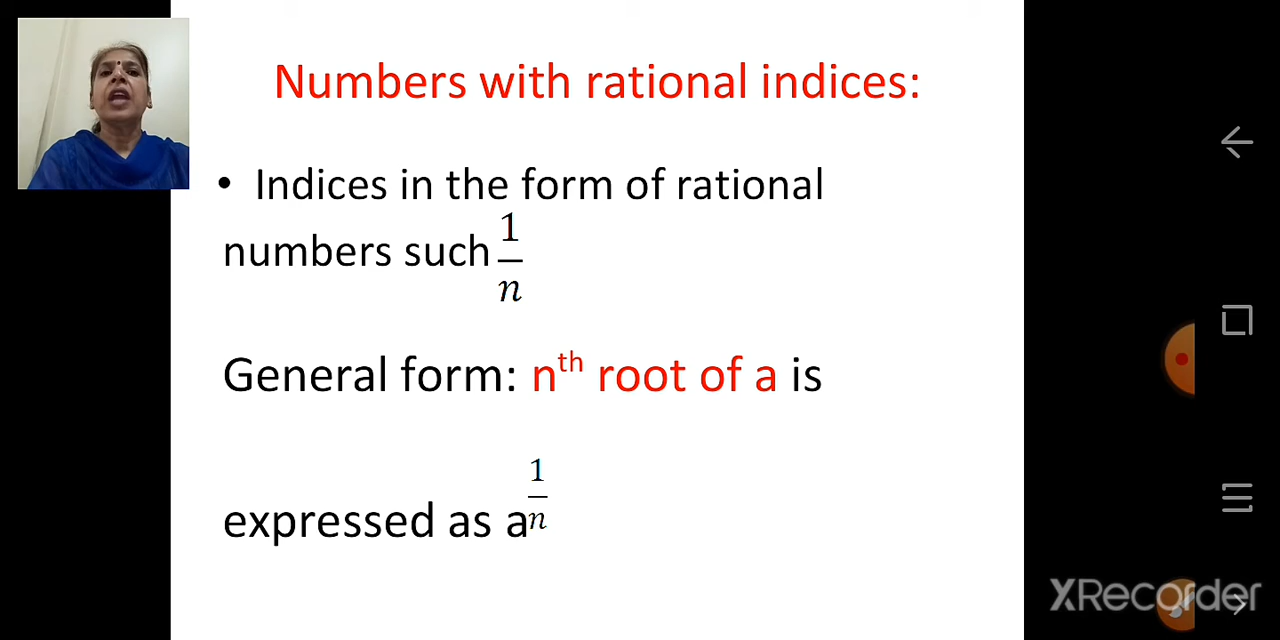 Numbers with rational indices:
• Indices in the form of rational
numbers such 1/n
General form: nᵗʰ root of a is
expressed as a^(1/n)
XRecorder